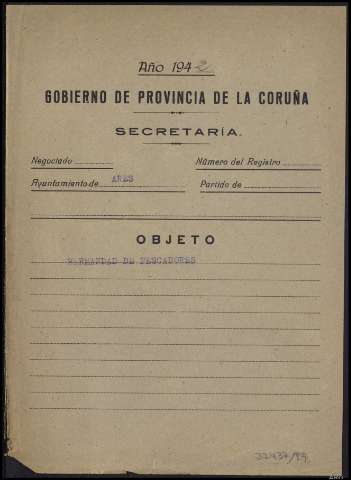 Año 1942
GOBIERNO DE PROVINCIA DE LA CORUÑA
SECRETARÍA.
Negociado
Número del Registro
Ayuntamiento de ARES
Partido de
OBJETO
HERMANDAD DE PESCADORES